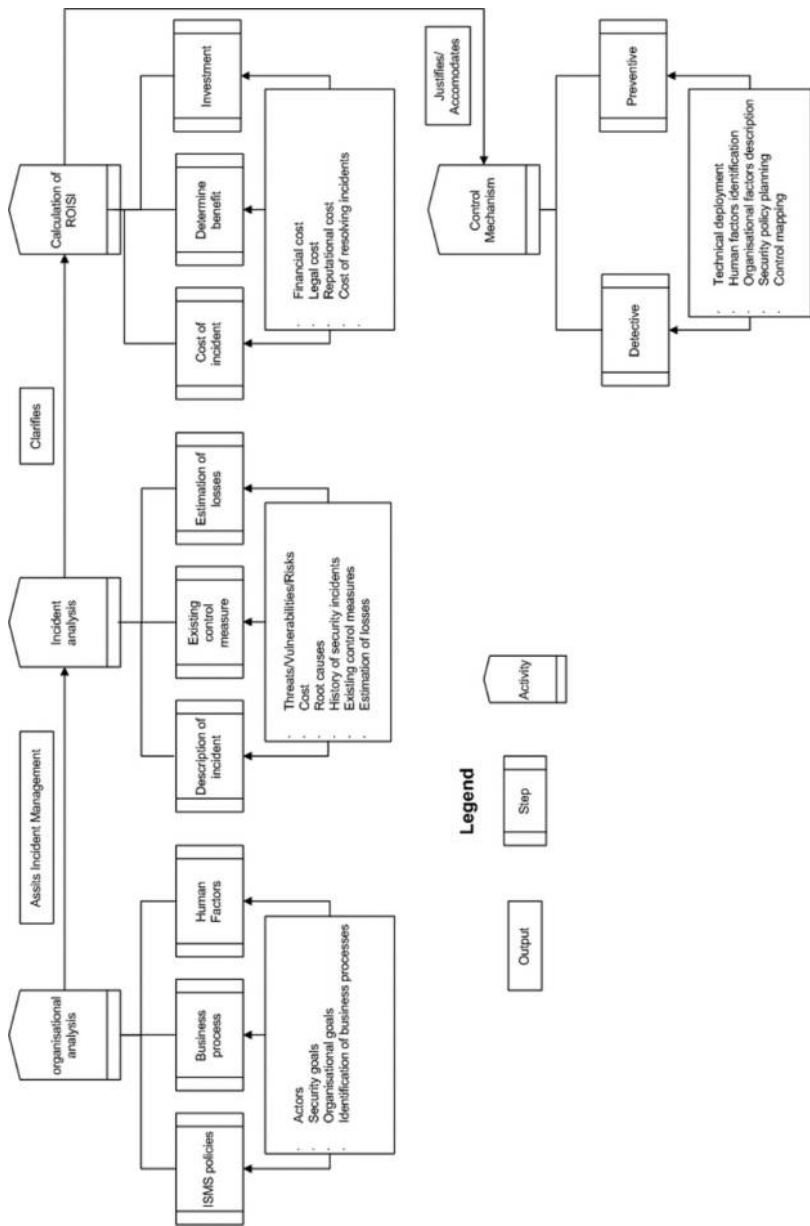 organisational
analysis
Assits Incident Management
Incident
analysis
Clarifies
Calculation of
ROISI
ISMS policies
Business
process
Human
Factors
Description of
incident
Existing
control
measure
Estimation of
losses
Cost of
incident
Determine
benefit
Investment
. Actors
. Security goals
. Organisational goals
. Identification of business processes
. Threats/Vulnerabilities/Risks
. Cost
. Root causes
. History of security incidents
. Existing control measures
. Estimation of losses
. Financial cost
. Legal cost
. Reputational cost
. Cost of resolving incidents
Justifies/
Accomodates
Control
Mechanism
Detective
Preventive
. Technical deployment
. Human factors identification
. Organisational factors description
. Security policy planning
. Control mapping
Legend
Output
Step
Activity